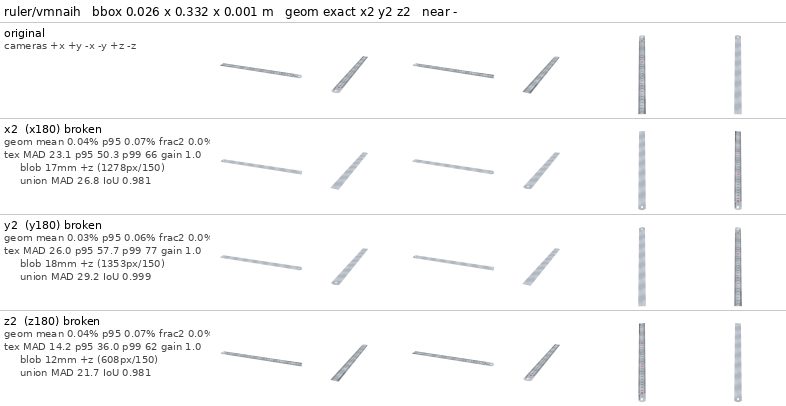 ruler/vmnaih bbox 0.026 x 0.332 x 0.001 m geom exact x2 y2 z2 near -
original
cameras +x +y -x -y +z -z
x2 (x180) broken
geom mean 0.04% p95 0.07% frac2 0.0%
tex MAD 23.1 p95 50.3 p99 66 gain 1.0
blob 17mm +z (1278px/150)
union MAD 26.8 IoU 0.981
y2 (y180) broken
geom mean 0.03% p95 0.06% frac2 0.0%
tex MAD 26.0 p95 57.7 p99 77 gain 1.0
blob 18mm +z (1353px/150)
union MAD 29.2 IoU 0.999
z2 (z180) broken
geom mean 0.04% p95 0.07% frac2 0.0%
tex MAD 14.2 p95 36.0 p99 62 gain 1.0
blob 12mm +z (608px/150)
union MAD 21.7 IoU 0.981